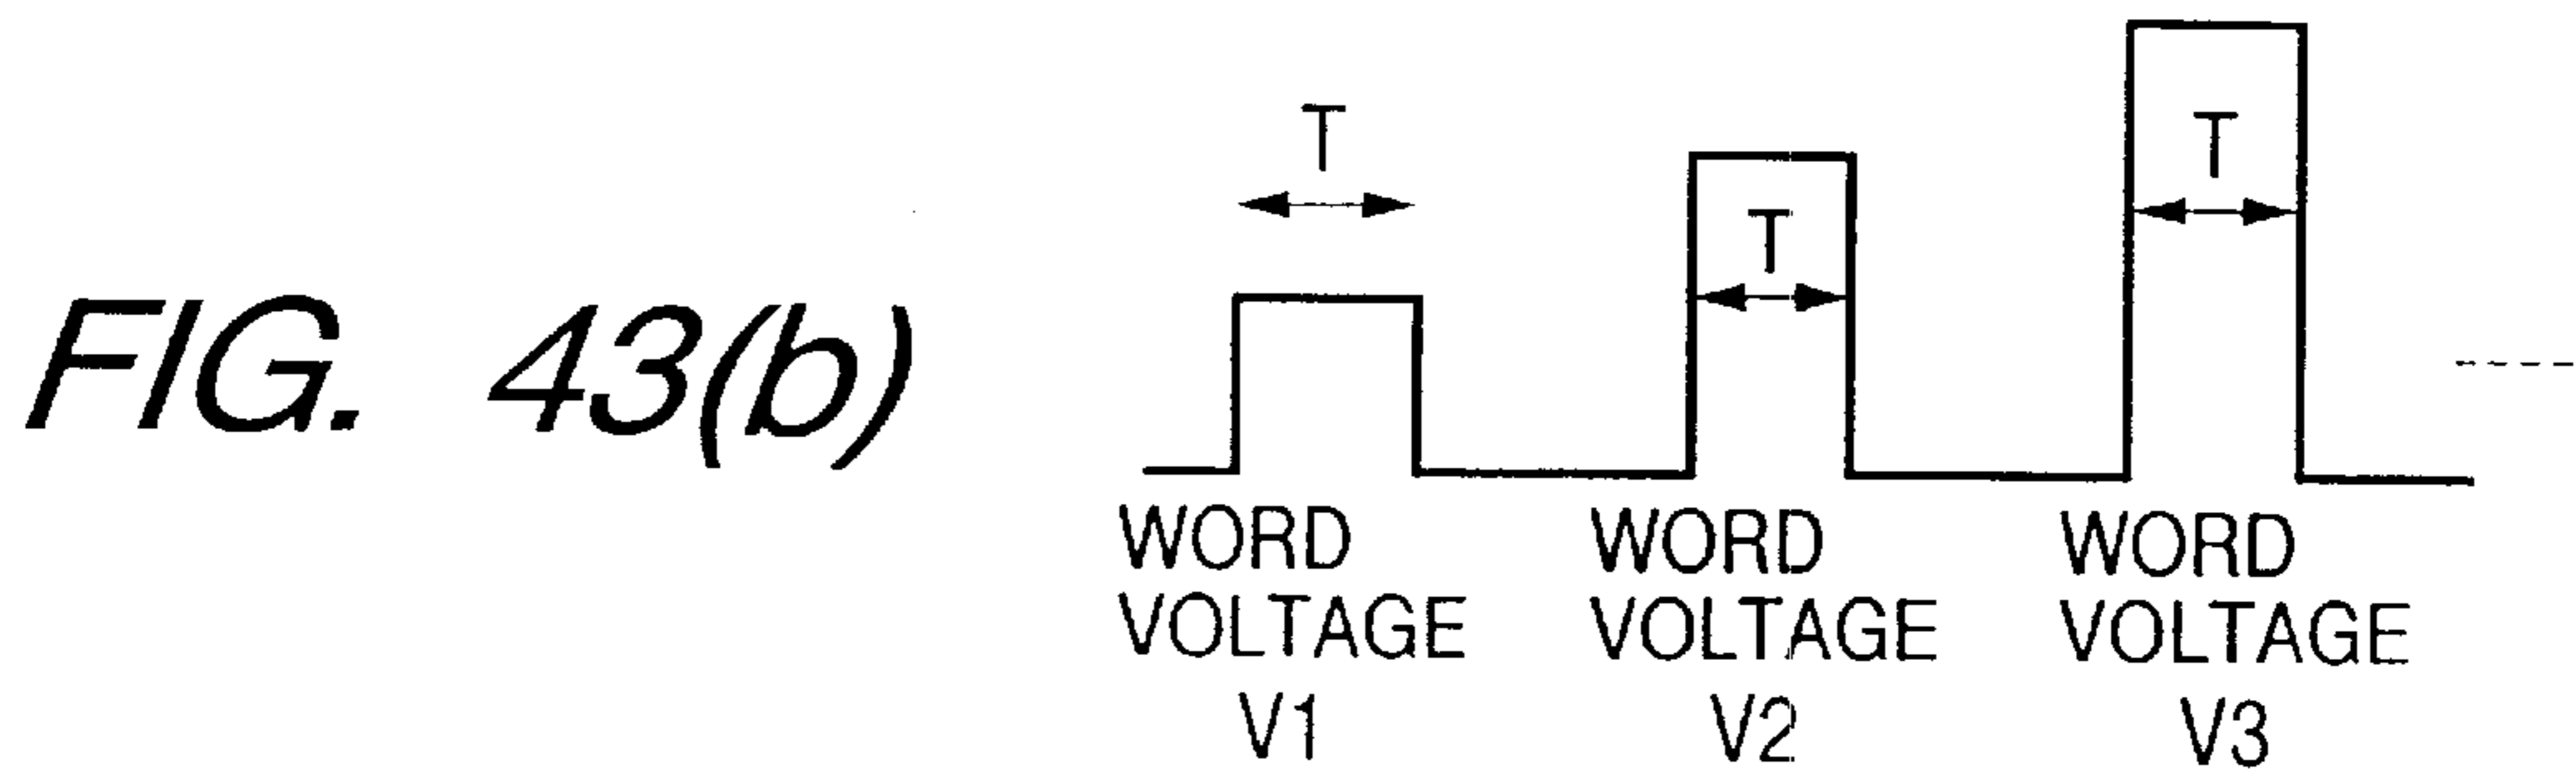 FIG. 43(b)
T
T
T
WORD VOLTAGE V1
WORD VOLTAGE V2
WORD VOLTAGE V3